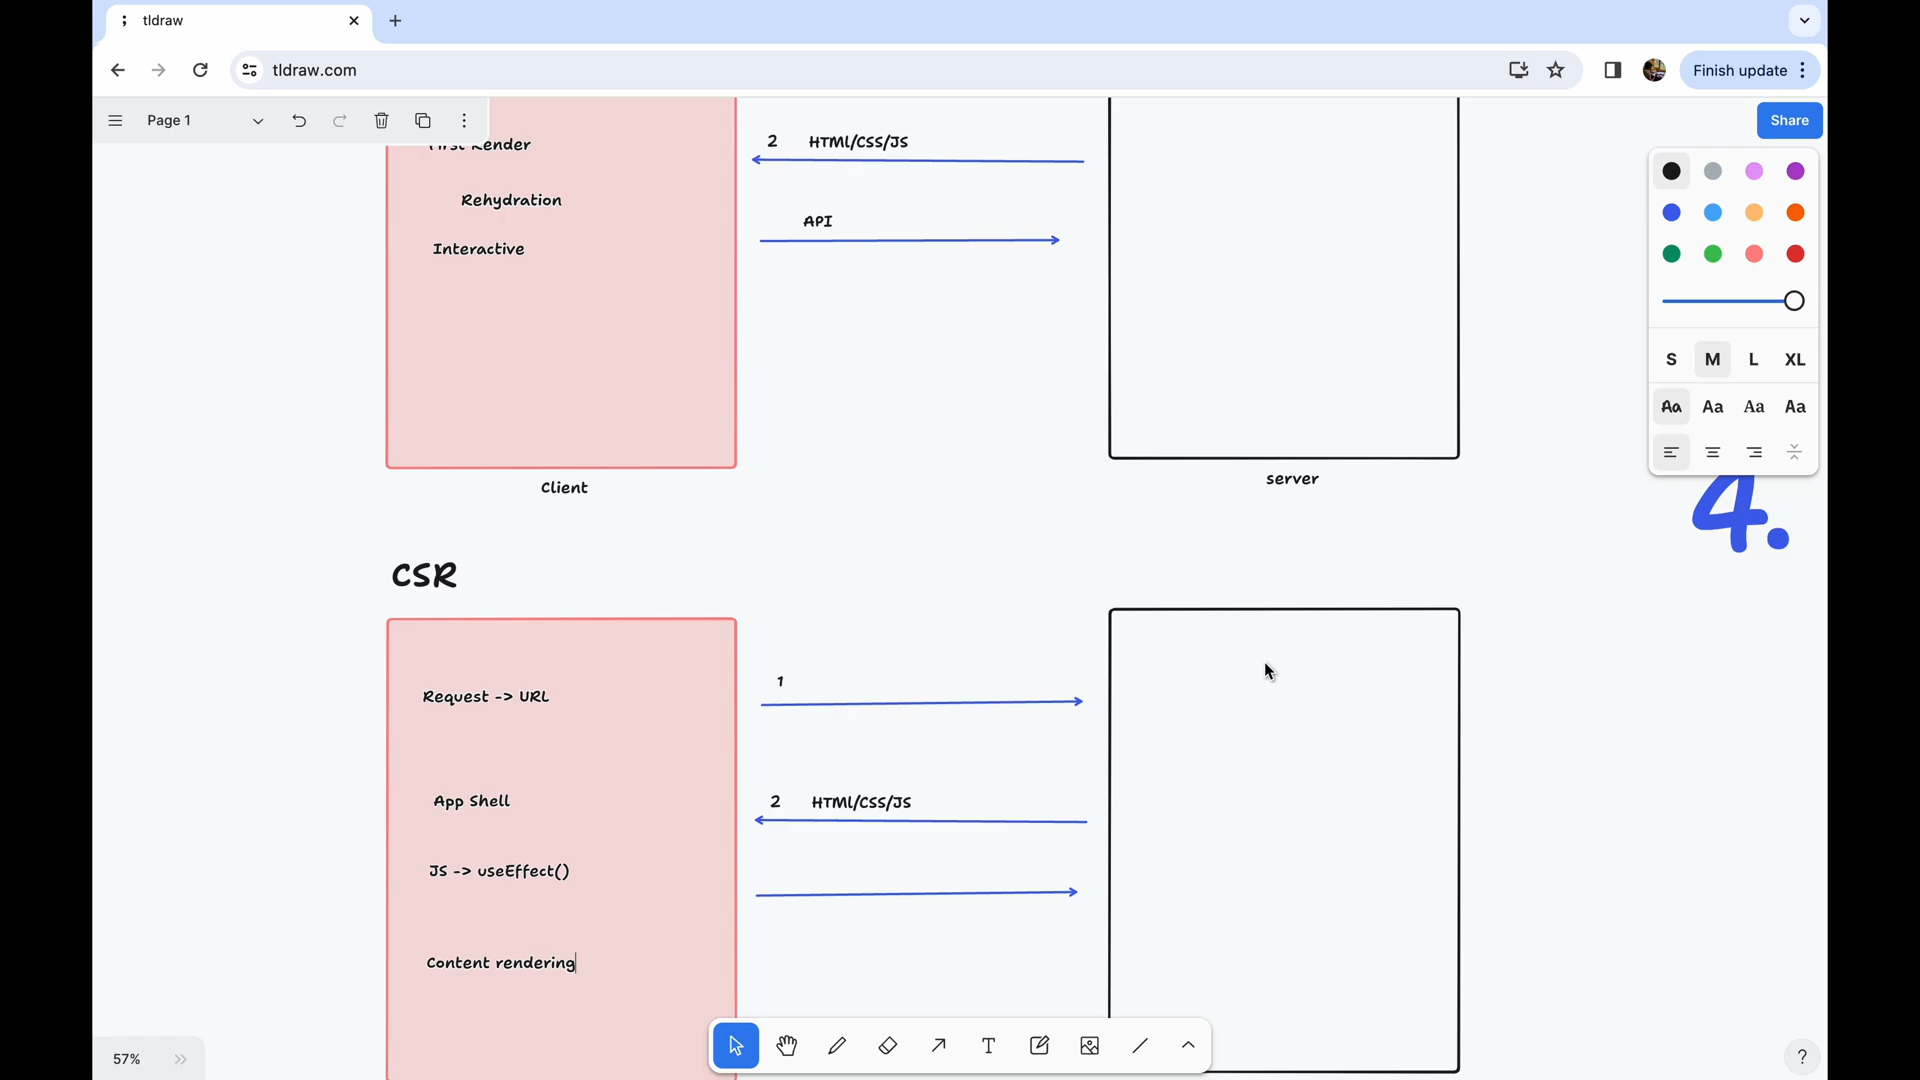 tldraw
tldraw.com
Finish update
Page 1
Share
First Render
2 HTML/CSS/JS
Rehydration
API
Interactive
S M L XL
Aa Aa Aa Aa
Client
server
4.
CSR
1
Request -> URL
App Shell
2 HTML/CSS/JS
JS -> useEffect()
Content rendering
57%
?